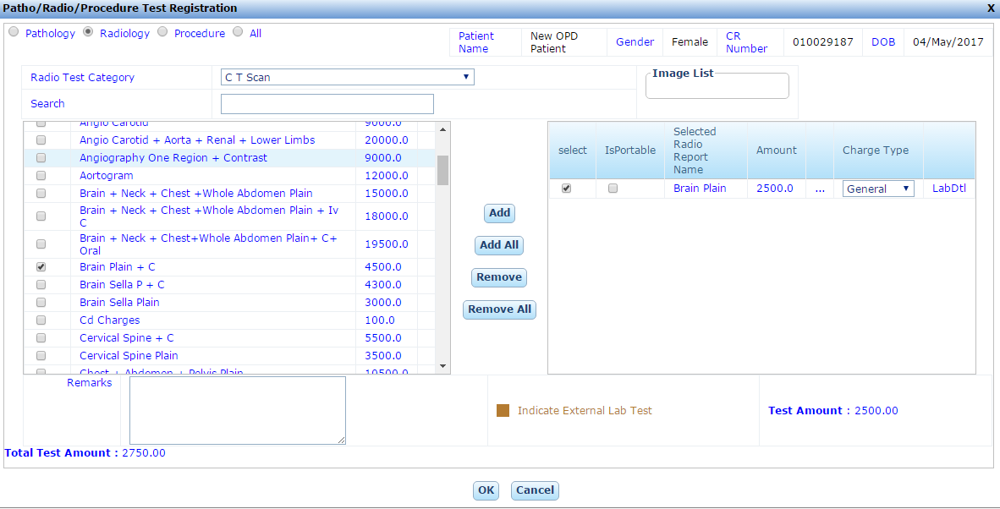 Patho/Radio/Procedure Test Registration X
Pathology Radiology Procedure All
Patient Name New OPD Patient Gender Female CR Number 010029187 DOB 04/May/2017
Radio Test Category C T Scan
Image List
Search
Angio Carotid 9000.0
Angio Carotid + Aorta + Renal + Lower Limbs 20000.0
Angiography One Region + Contrast 9000.0
Aortogram 12000.0
Brain + Neck + Chest +Whole Abdomen Plain 15000.0
Brain + Neck + Chest +Whole Abdomen Plain + Iv C 18000.0
Brain + Neck + Chest+Whole Abdomen Plain+ C+ Oral 19500.0
Brain Plain + C 4500.0
Brain Sella P + C 4300.0
Brain Sella Plain 3000.0
Cd Charges 100.0
Cervical Spine + C 5500.0
Cervical Spine Plain 3500.0
Chest + Abdomen + Pelvis Plain 10500.0
Add
Add All
Remove
Remove All
select IsPortable Selected Radio Report Name Amount Charge Type
Brain Plain 2500.0 ... General LabDtl
Remarks
Indicate External Lab Test
Test Amount : 2500.00
Total Test Amount : 2750.00
OK Cancel